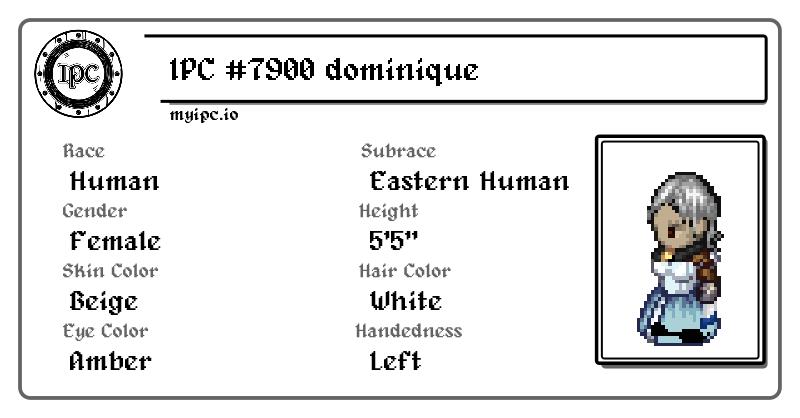 IPC
IPC #7900 dominique
myipc.io
Race
Human
Subrace
Eastern Human
Gender
Female
Height
5'5"
Skin Color
Beige
Hair Color
White
Eye Color
Amber
Handedness
Left